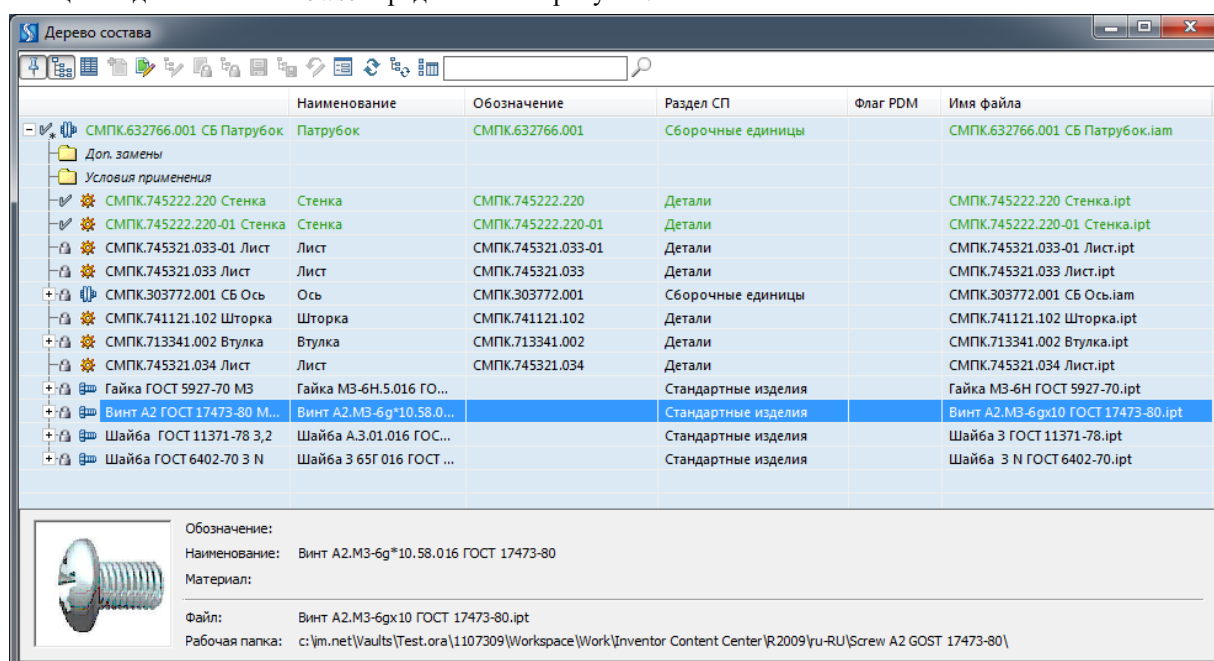 Дерево состава
Наименование Обозначение Раздел СП Флаг PDM Имя файла
СМПК.632766.001 СБ Патрубок Патрубок СМПК.632766.001 Сборочные единицы СМПК.632766.001 СБ Патрубок.iam
Доп. замены
Условия применения
СМПК.745222.220 Стенка Стенка СМПК.745222.220 Детали СМПК.745222.220 Стенка.ipt
СМПК.745222.220-01 Стенка Стенка СМПК.745222.220-01 Детали СМПК.745222.220-01 Стенка.ipt
СМПК.745321.033-01 Лист Лист СМПК.745321.033-01 Детали СМПК.745321.033-01 Лист.ipt
СМПК.745321.033 Лист Лист СМПК.745321.033 Детали СМПК.745321.033 Лист.ipt
СМПК.303772.001 СБ Ось Ось СМПК.303772.001 Сборочные единицы СМПК.303772.001 СБ Ось.iam
СМПК.741121.102 Шторка Шторка СМПК.741121.102 Детали СМПК.741121.102 Шторка.ipt
СМПК.713341.002 Втулка Втулка СМПК.713341.002 Детали СМПК.713341.002 Втулка.ipt
СМПК.745321.034 Лист Лист СМПК.745321.034 Детали СМПК.745321.034 Лист.ipt
Гайка ГОСТ 5927-70 М3 Гайка М3-6Н.5.016 ГО... Стандартные изделия Гайка М3-6Н ГОСТ 5927-70.ipt
Винт А2 ГОСТ 17473-80 М... Винт А2.М3-6g*10.58.0... Стандартные изделия Винт А2.М3-6gx10 ГОСТ 17473-80.ipt
Шайба ГОСТ 11371-78 3,2 Шайба А.3.01.016 ГОС... Стандартные изделия Шайба 3 ГОСТ 11371-78.ipt
Шайба ГОСТ 6402-70 3 N Шайба 3 65Г 016 ГОСТ ... Стандартные изделия Шайба 3 N ГОСТ 6402-70.ipt
Обозначение:
Наименование: Винт А2.М3-6g*10.58.016 ГОСТ 17473-80
Материал:
Файл: Винт А2.М3-6gx10 ГОСТ 17473-80.ipt
Рабочая папка: c:\im.net\Vaults\Test.ora\1107309\Workspace\Work\Inventor Content Center\R2009\ru-RU\Screw A2 GOST 17473-80\